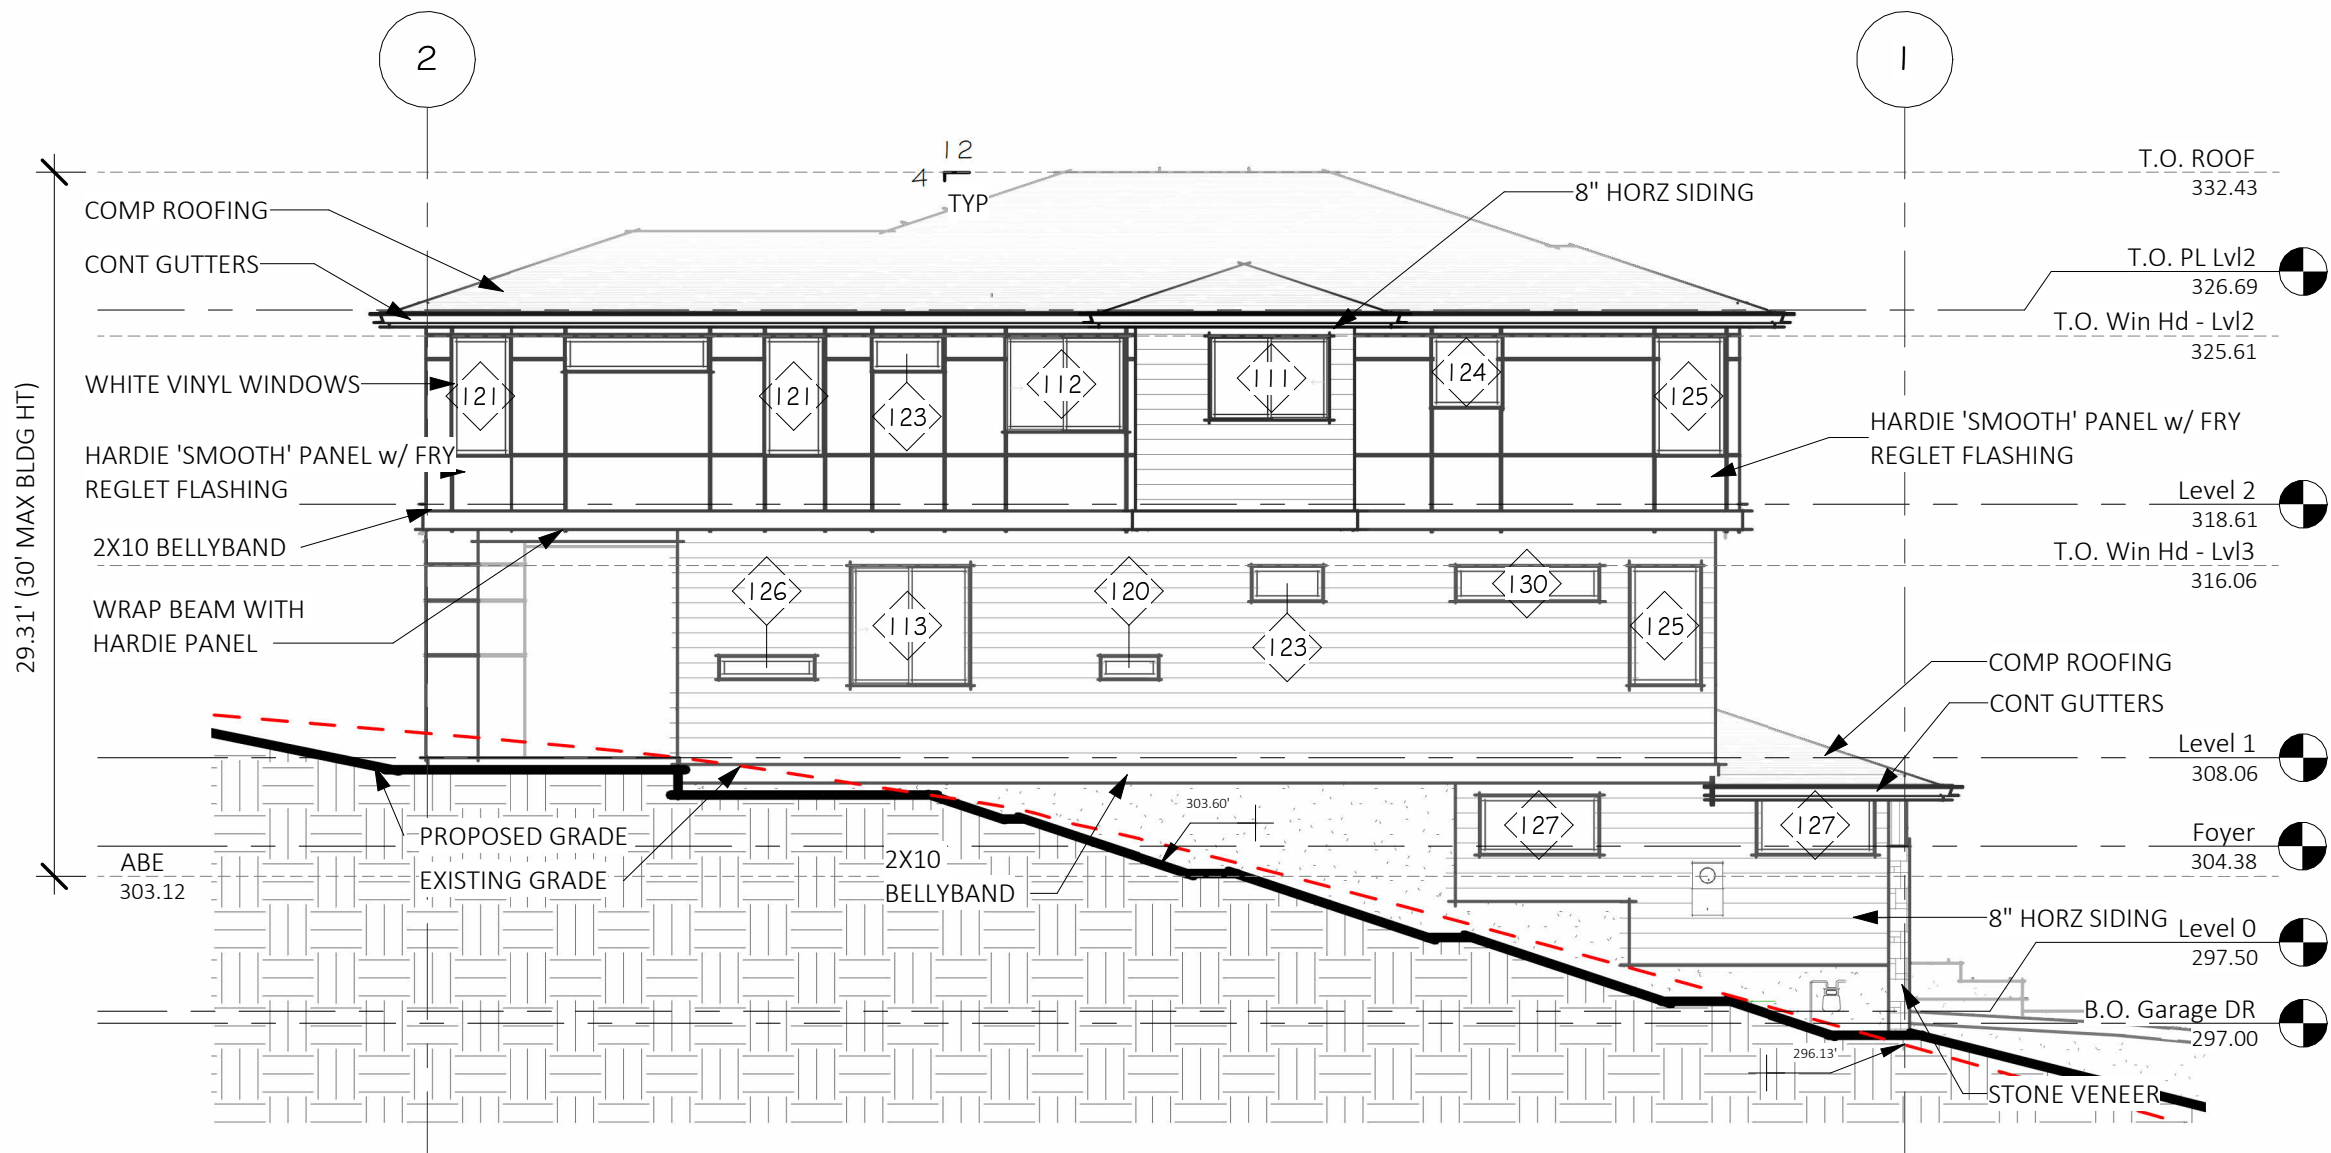 2
1
12
4
TYP
T.O. ROOF
332.43
COMP ROOFING
8" HORZ SIDING
CONT GUTTERS
T.O. PL Lvl2
326.69
T.O. Win Hd - Lvl2
325.61
WHITE VINYL WINDOWS
121
121
123
112
111
124
125
HARDIE 'SMOOTH' PANEL w/ FRY
REGLET FLASHING
HARDIE 'SMOOTH' PANEL w/ FRY
REGLET FLASHING
29.31' (30' MAX BLDG HT)
Level 2
318.61
2X10 BELLYBAND
T.O. Win Hd - Lvl3
316.06
WRAP BEAM WITH
HARDIE PANEL
126
113
120
123
130
125
COMP ROOFING
CONT GUTTERS
Level 1
308.06
303.60'
127
127
PROPOSED GRADE
EXISTING GRADE
2X10
BELLYBAND
Foyer
304.38
ABE
303.12
8" HORZ SIDING
Level 0
297.50
B.O. Garage DR
297.00
296.13'
STONE VENEER